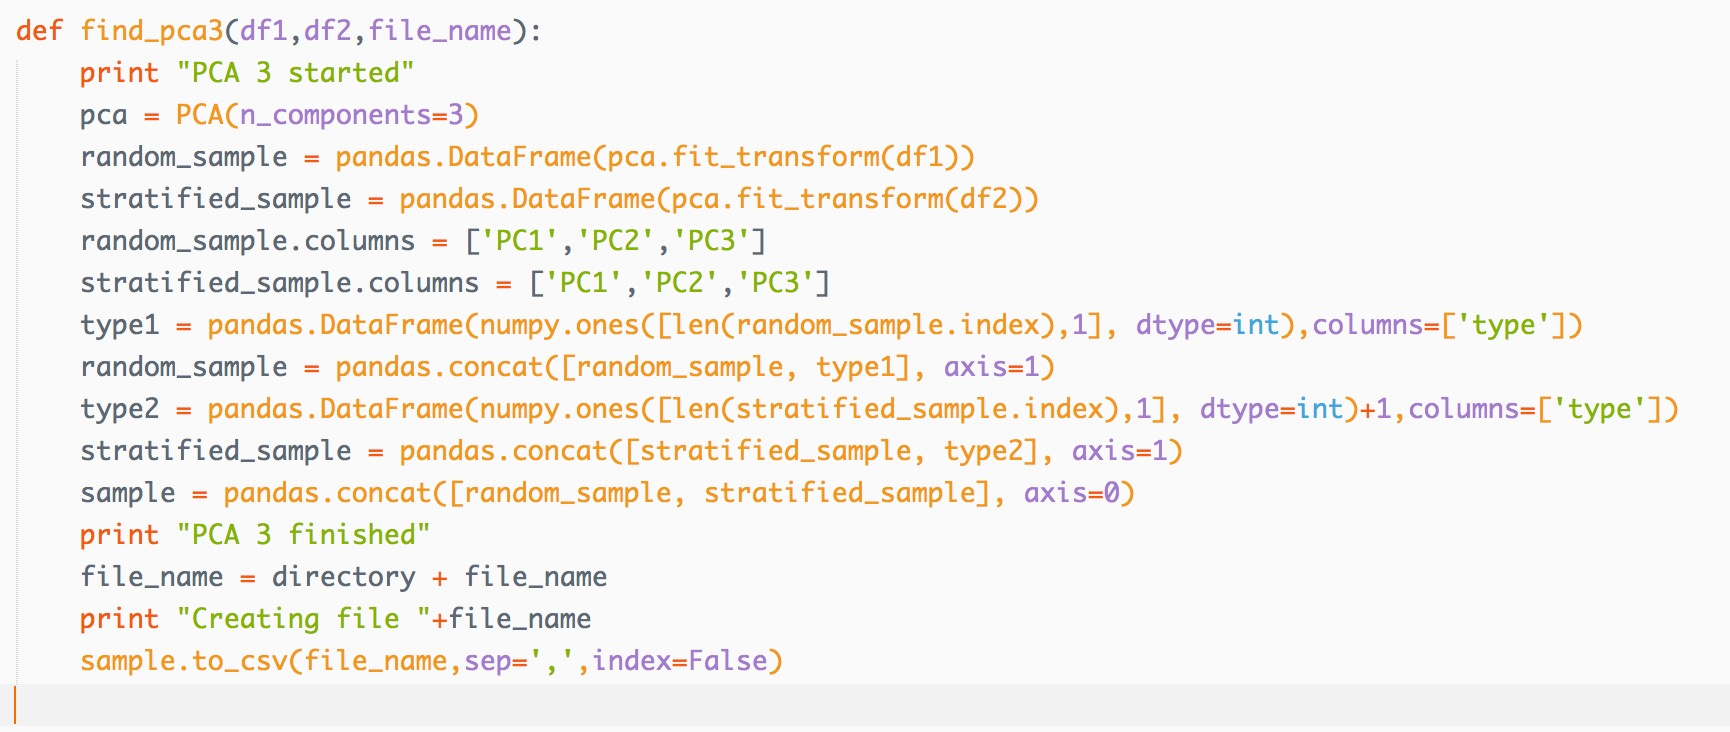 def find_pca3(df1,df2,file_name):
    print "PCA 3 started"
    pca = PCA(n_components=3)
    random_sample = pandas.DataFrame(pca.fit_transform(df1))
    stratified_sample = pandas.DataFrame(pca.fit_transform(df2))
    random_sample.columns = ['PC1','PC2','PC3']
    stratified_sample.columns = ['PC1','PC2','PC3']
    type1 = pandas.DataFrame(numpy.ones([len(random_sample.index),1], dtype=int),columns=['type'])
    random_sample = pandas.concat([random_sample, type1], axis=1)
    type2 = pandas.DataFrame(numpy.ones([len(stratified_sample.index),1], dtype=int)+1,columns=['type'])
    stratified_sample = pandas.concat([stratified_sample, type2], axis=1)
    sample = pandas.concat([random_sample, stratified_sample], axis=0)
    print "PCA 3 finished"
    file_name = directory + file_name
    print "Creating file "+file_name
    sample.to_csv(file_name,sep=',',index=False)